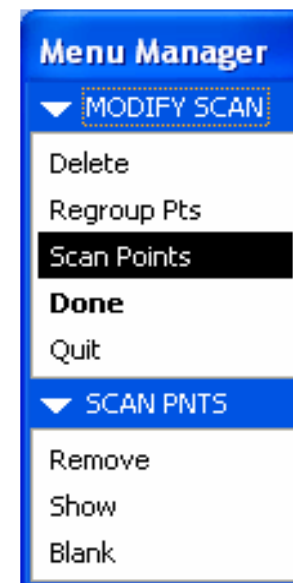 Menu Manager
MODIFY SCAN
Delete
Regroup Pts
Scan Points
Done
Quit
SCAN PNTS
Remove
Show
Blank